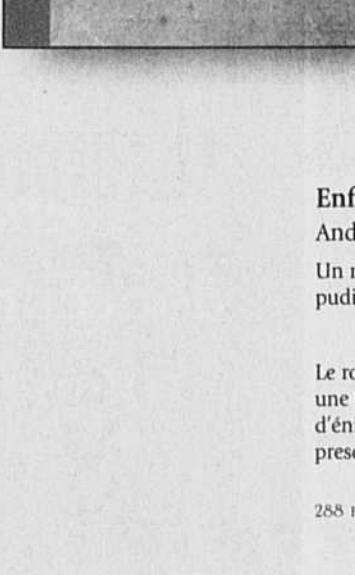 Enf
And
Un r
pudi
Le ro
une
d'én
pres
288